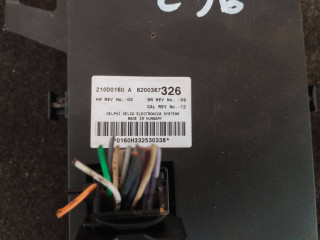 21000160 A 8200367326
HW REV No.-05 SW REV No. -09
CAL REV No.-12
DELPHI DELCO ELECTRONICS SYSTEMS
MADE IN HUNGARY
*0160H332530338*